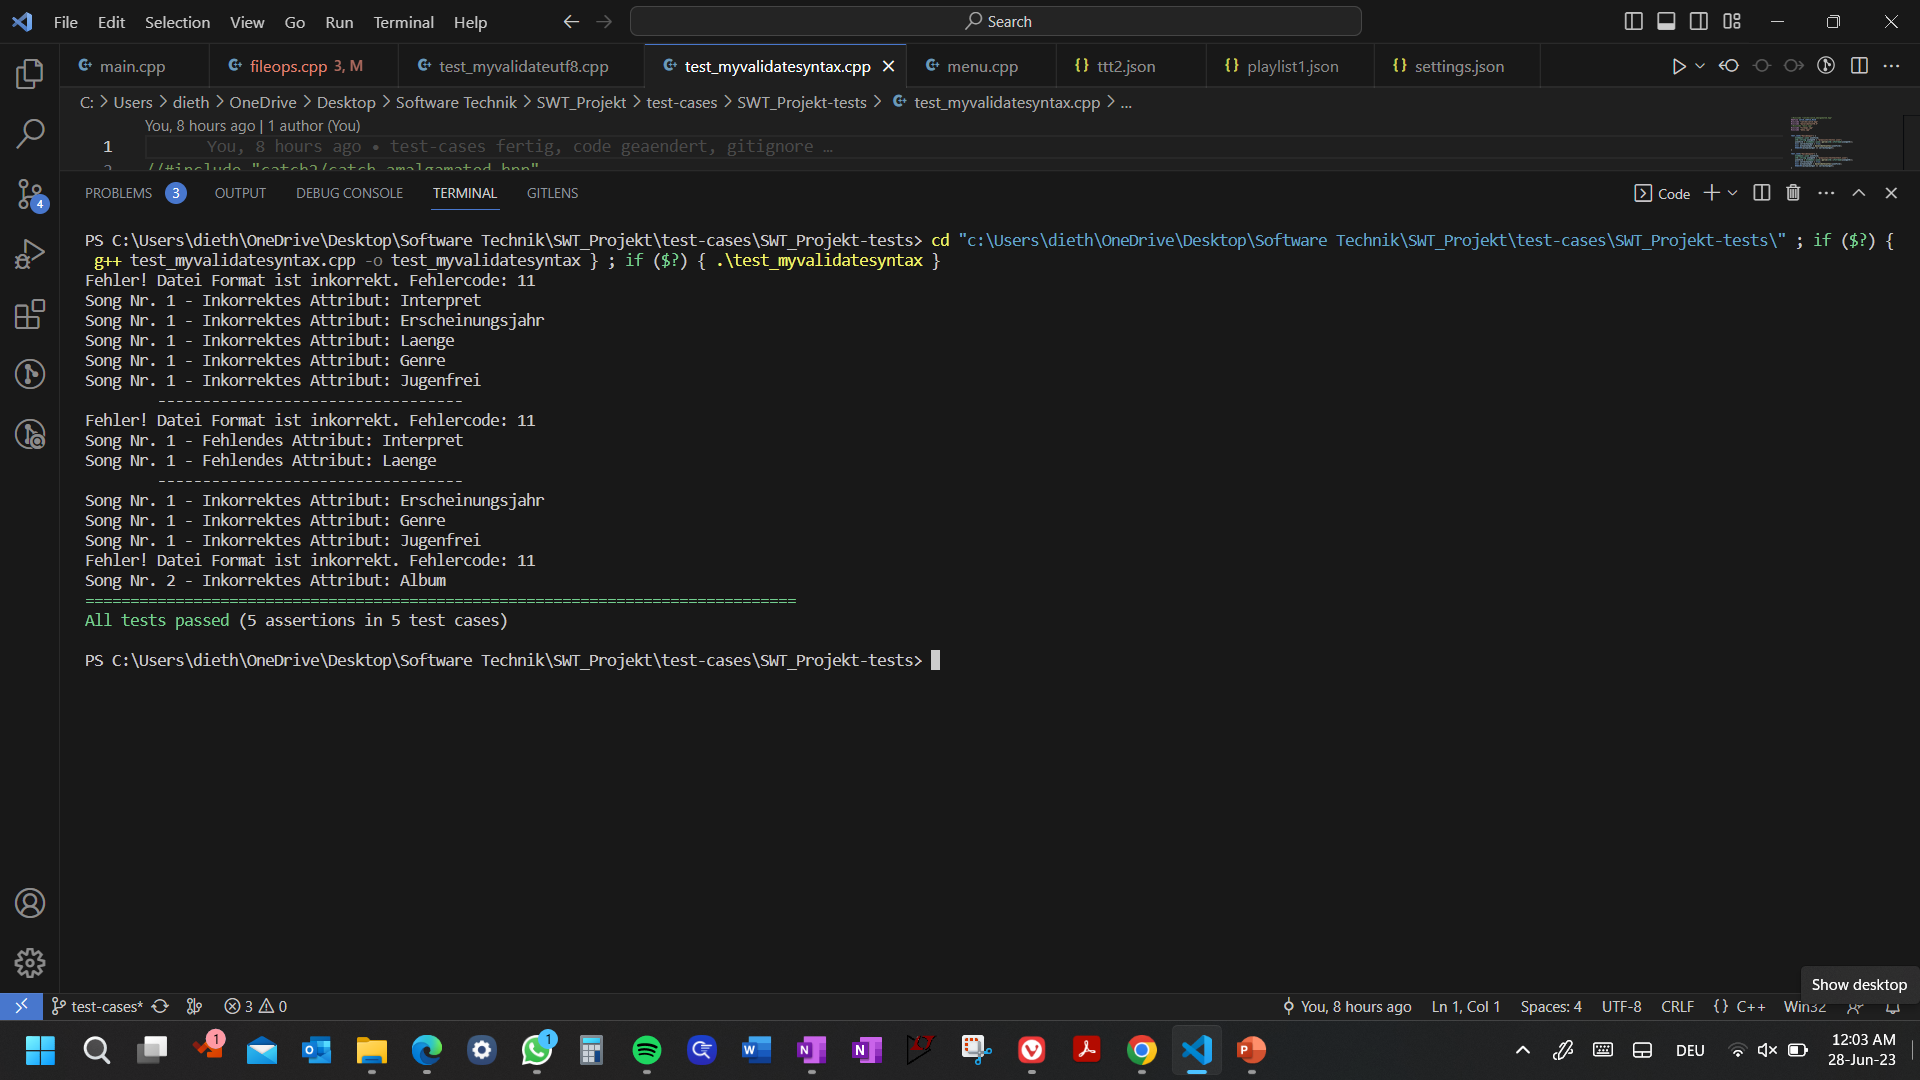 File Edit Selection View Go Run Terminal Help
Search
main.cpp
fileops.cpp 3, M
test_myvalidateutf8.cpp
test_myvalidatesyntax.cpp
menu.cpp
{} ttt2.json
{} playlist1.json
{} settings.json
C: > Users > dieth > OneDrive > Desktop > Software Technik > SWT_Projekt > test-cases > SWT_Projekt-tests > test_myvalidatesyntax.cpp > ...
You, 8 hours ago | 1 author (You)
1 You, 8 hours ago • test-cases fertig, code geaendert, gitignore …
2 //#include "catch2/catch_amalgamated.hpp"
PROBLEMS 3 OUTPUT DEBUG CONSOLE TERMINAL GITLENS
Code
PS C:\Users\dieth\OneDrive\Desktop\Software Technik\SWT_Projekt\test-cases\SWT_Projekt-tests> cd "c:\Users\dieth\OneDrive\Desktop\Software Technik\SWT_Projekt\test-cases\SWT_Projekt-tests\" ; if ($?) {
g++ test_myvalidatesyntax.cpp -o test_myvalidatesyntax } ; if ($?) { .\test_myvalidatesyntax }
Fehler! Datei Format ist inkorrekt. Fehlercode: 11
Song Nr. 1 - Inkorrektes Attribut: Interpret
Song Nr. 1 - Inkorrektes Attribut: Erscheinungsjahr
Song Nr. 1 - Inkorrektes Attribut: Laenge
Song Nr. 1 - Inkorrektes Attribut: Genre
Song Nr. 1 - Inkorrektes Attribut: Jugenfrei
----------------------------------
Fehler! Datei Format ist inkorrekt. Fehlercode: 11
Song Nr. 1 - Fehlendes Attribut: Interpret
Song Nr. 1 - Fehlendes Attribut: Laenge
----------------------------------
Song Nr. 1 - Inkorrektes Attribut: Erscheinungsjahr
Song Nr. 1 - Inkorrektes Attribut: Genre
Song Nr. 1 - Inkorrektes Attribut: Jugenfrei
Fehler! Datei Format ist inkorrekt. Fehlercode: 11
Song Nr. 2 - Inkorrektes Attribut: Album
===============================================================================
All tests passed (5 assertions in 5 test cases)
PS C:\Users\dieth\OneDrive\Desktop\Software Technik\SWT_Projekt\test-cases\SWT_Projekt-tests>
4
Show desktop
test-cases* 3 0
You, 8 hours ago Ln 1, Col 1 Spaces: 4 UTF-8 CRLF {} C++ Win32
1
1
DEU
12:03 AM
28-Jun-23